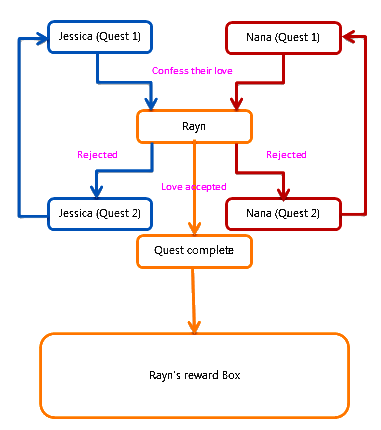 Jessica (Quest 1)
Nana (Quest 1)
Confess their love
Rayn
Rejected
Rejected
Love accepted
Jessica (Quest 2)
Nana (Quest 2)
Quest complete
Rayn's reward Box